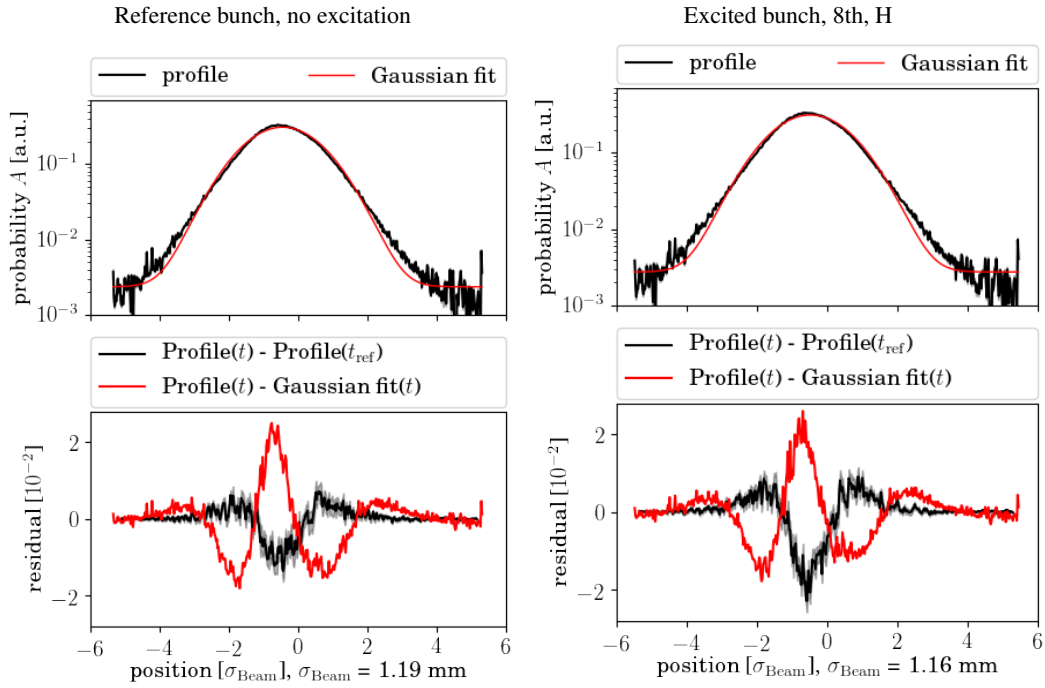 Reference bunch, no excitation
profile Gaussian fit
probability A [a.u.]
10⁻¹
10⁻²
10⁻³
Profile(t) - Profile(t_ref)
Profile(t) - Gaussian fit(t)
residual [10⁻²]
2
0
−2
−6 −4 −2 0 2 4 6
position [σ_Beam], σ_Beam = 1.19 mm
Excited bunch, 8th, H
profile Gaussian fit
probability A [a.u.]
10⁻¹
10⁻²
10⁻³
Profile(t) - Profile(t_ref)
Profile(t) - Gaussian fit(t)
residual [10⁻²]
2
0
−2
−6 −4 −2 0 2 4 6
position [σ_Beam], σ_Beam = 1.16 mm